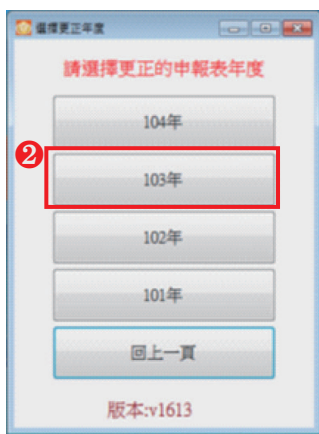 選擇更正年度
請選擇更正的申報表年度
104年
❷
103年
102年
101年
回上一頁
版本:v1613